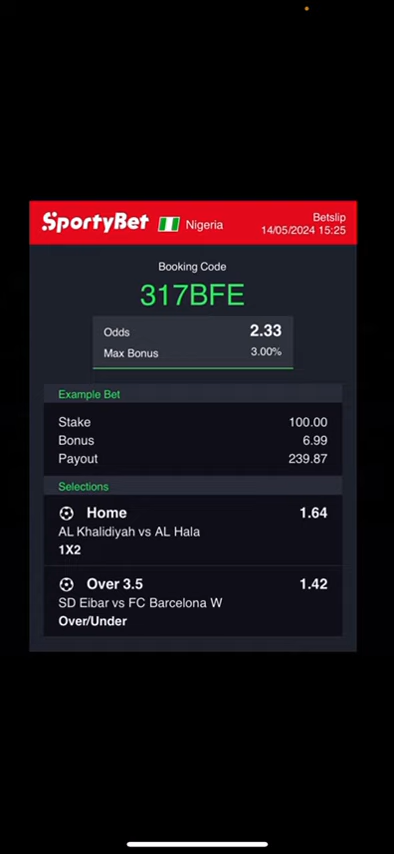 SportyBet Nigeria Betslip
14/05/2024 15:25
Booking Code
317BFE
Odds 2.33
Max Bonus 3.00%
Example Bet
Stake 100.00
Bonus 6.99
Payout 239.87
Selections
Home 1.64
AL Khalidiyah vs AL Hala
1X2
Over 3.5 1.42
SD Eibar vs FC Barcelona W
Over/Under